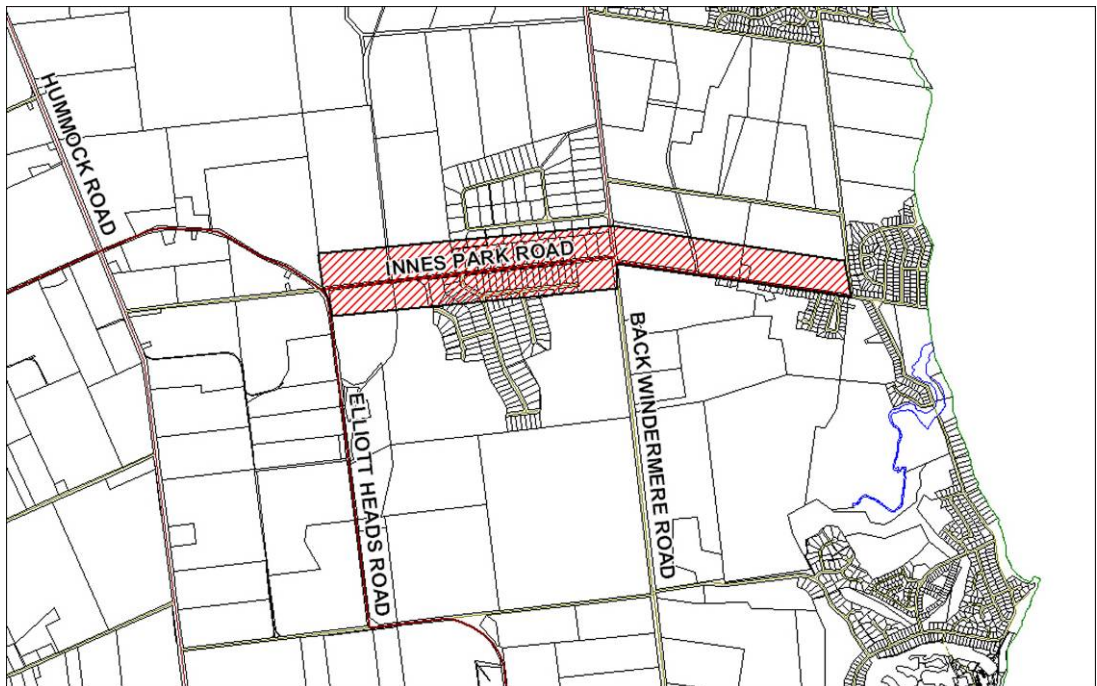 HUMMOCK ROAD
INNES PARK ROAD
ELLIOTT HEADS ROAD
BACK WINDERMERE ROAD